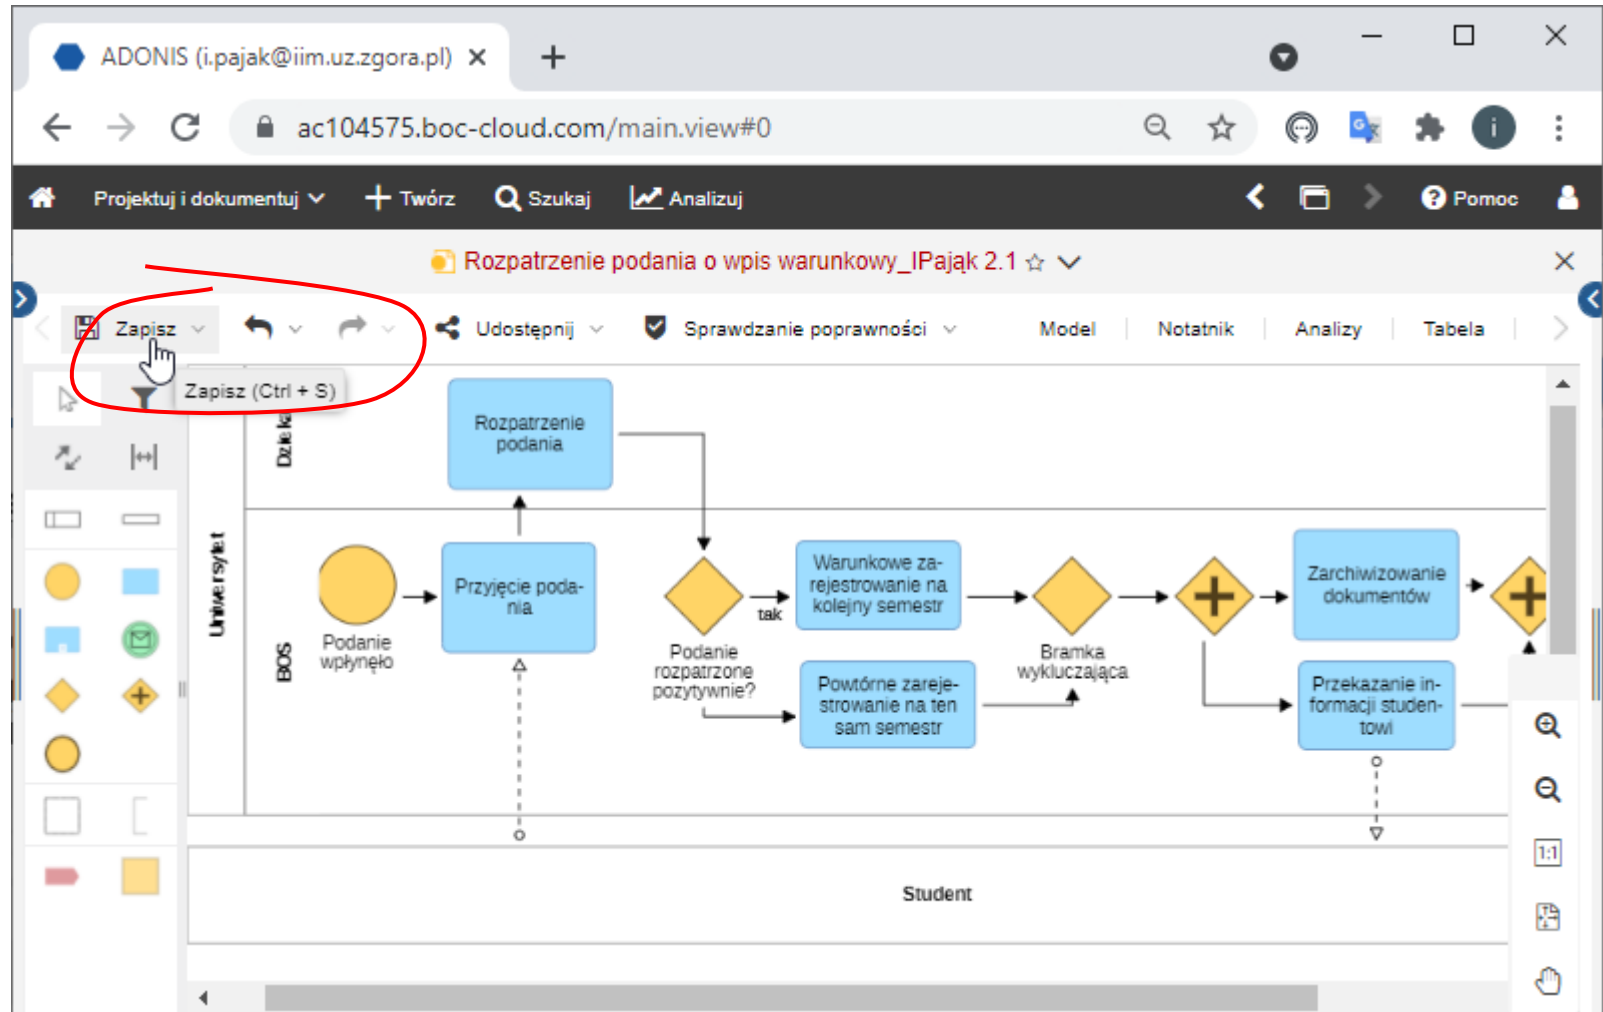 ADONIS (i.pajak@iim.uz.zgora.pl)
ac104575.boc-cloud.com/main.view#0
i
Projektuj i dokumentuj
Twórz
Szukaj
Analizuj
Pomoc
Rozpatrzenie podania o wpis warunkowy_IPająk 2.1
Zapisz
Udostępnij
Sprawdzanie poprawności
Model
Notatnik
Analizy
Tabela
Zapisz (Ctrl + S)
Uniwersytet
BOS
Rozpatrzenie
podania
Podanie
wpłynęło
Przyjęcie poda-
nia
Podanie
rozpatrzone
pozytywnie?
tak
Warunkowe za-
rejestrowanie na
kolejny semestr
Powtórne zareje-
strowanie na ten
sam semestr
Bramka
wykluczająca
Zarchiwizowanie
dokumentów
Przekazanie in-
formacji studen-
towi
Student
1:1